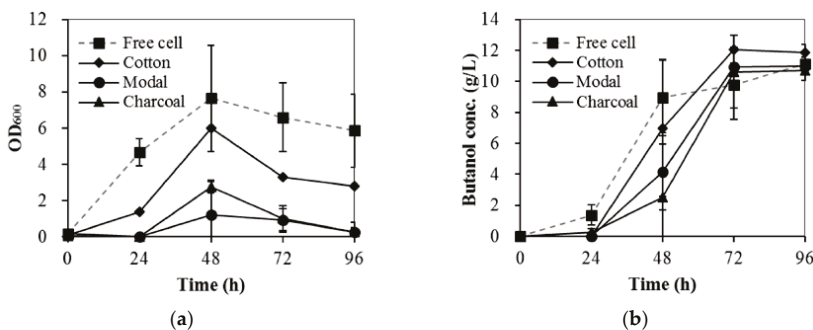 12
10
8
6
4
2
0
OD₆₀₀
Free cell
Cotton
Modal
Charcoal
0 24 48 72 96
Time (h)
(a)
14
12
10
8
6
4
2
0
Butanol conc. (g/L)
Free cell
Cotton
Modal
Charcoal
0 24 48 72 96
Time (h)
(b)